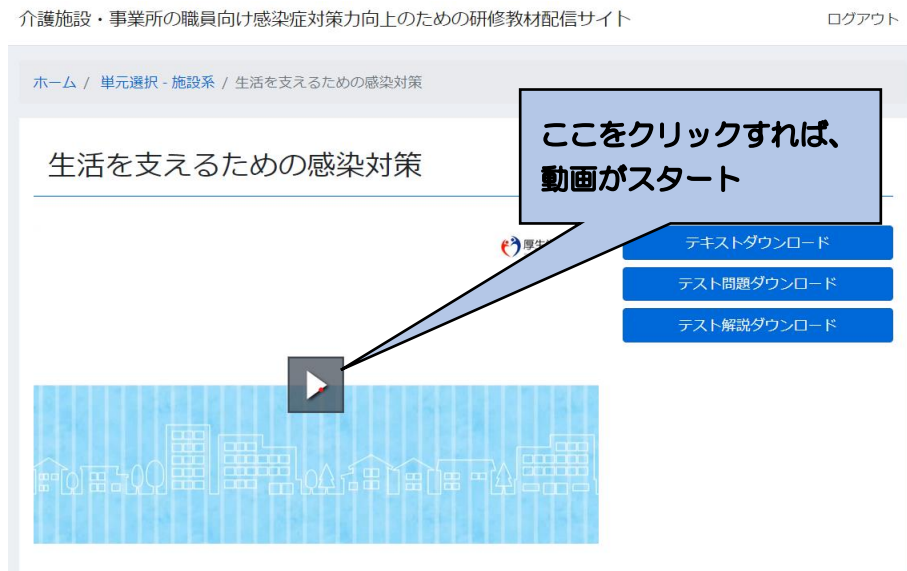 介護施設・事業所の職員向け感染症対策力向上のための研修教材配信サイト
ログアウト
ホーム / 単元選択 - 施設系 / 生活を支えるための感染対策
ここをクリックすれば、
動画がスタート
生活を支えるための感染対策
厚生
テキストダウンロード
テスト問題ダウンロード
テスト解説ダウンロード